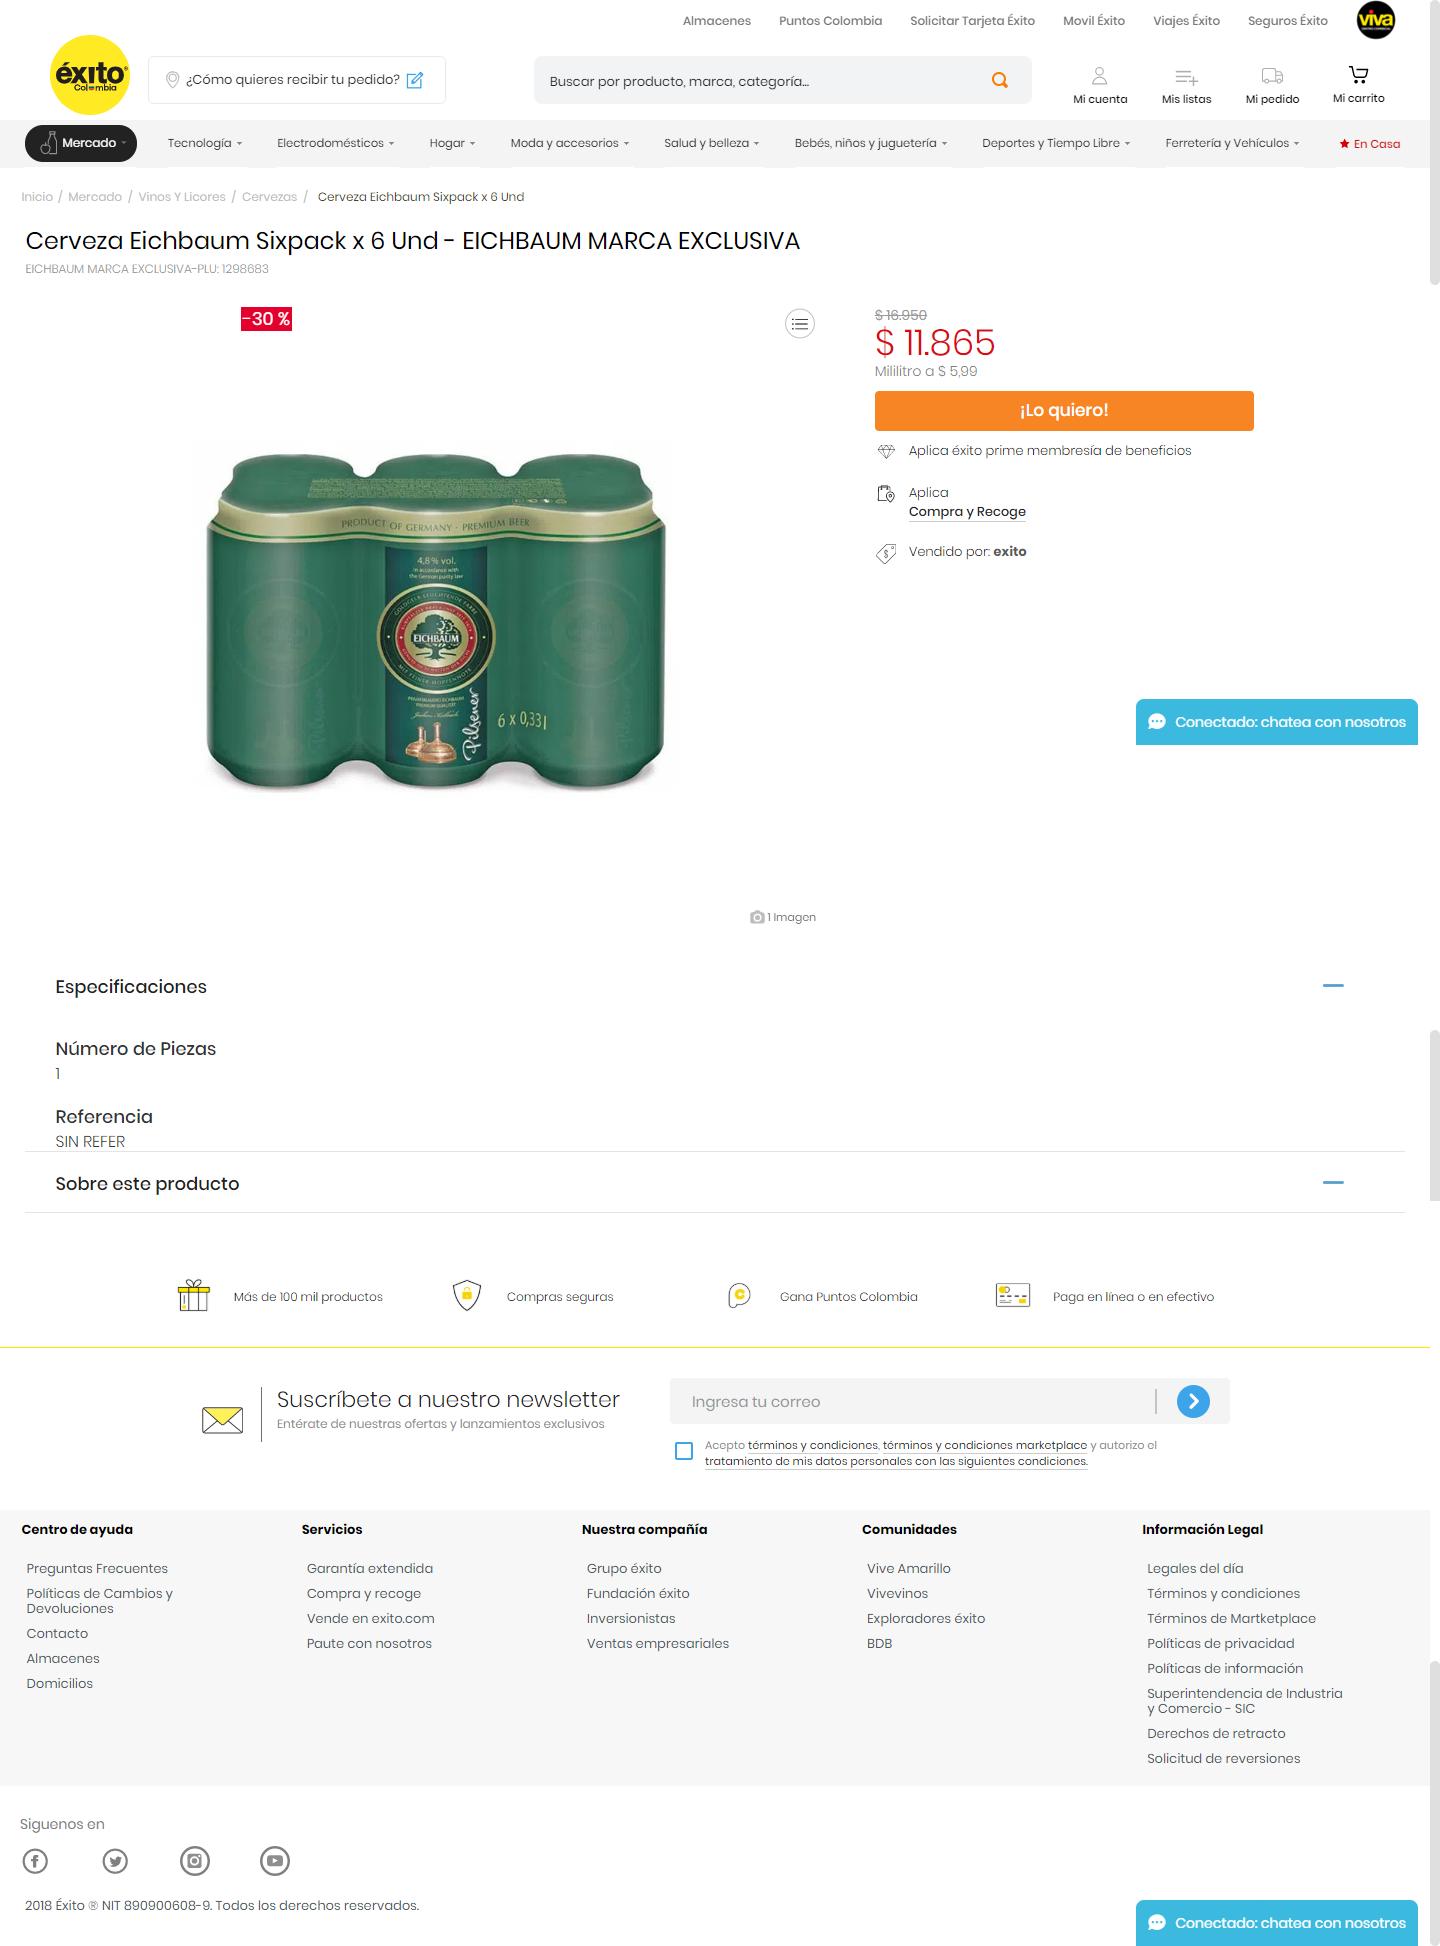 Almacenes Puntos Colombia Solicitar Tarjeta Éxito Movil Éxito Viajes Éxito Seguros Éxito viva
éxito
Colombia
¿Cómo quieres recibir tu pedido?
Buscar por producto, marca, categoría...
Mi cuenta Mis listas Mi pedido Mi carrito
Mercado Tecnología Electrodomésticos Hogar Moda y accesorios Salud y belleza Bebés, niños y juguetería Deportes y Tiempo Libre Ferretería y Vehículos En Casa
Inicio / Mercado / Vinos Y Licores / Cervezas / Cerveza Eichbaum Sixpack x 6 Und
Cerveza Eichbaum Sixpack x 6 Und - EICHBAUM MARCA EXCLUSIVA
EICHBAUM MARCA EXCLUSIVA-PLU: 1298683
-30 %
PRODUCT OF GERMANY - PREMIUM BEER
4,8% vol.
in accordance with
the German purity law
EICHBAUM
Pilsener
6 x 0,33l
1 Imagen
$ 16.950
$ 11.865
Mililitro a $ 5,99
¡Lo quiero!
Aplica éxito prime membresía de beneficios
Aplica
Compra y Recoge
Vendido por: exito
Conectado: chatea con nosotros
Especificaciones
Número de Piezas
1
Referencia
SIN REFER
Sobre este producto
Más de 100 mil productos Compras seguras Gana Puntos Colombia Paga en línea o en efectivo
Suscríbete a nuestro newsletter
Entérate de nuestras ofertas y lanzamientos exclusivos
Ingresa tu correo
Acepto términos y condiciones, términos y condiciones marketplace y autorizo el
tratamiento de mis datos personales con las siguientes condiciones.
Centro de ayuda
Preguntas Frecuentes
Políticas de Cambios y
Devoluciones
Contacto
Almacenes
Domicilios
Servicios
Garantía extendida
Compra y recoge
Vende en exito.com
Paute con nosotros
Nuestra compañía
Grupo éxito
Fundación éxito
Inversionistas
Ventas empresariales
Comunidades
Vive Amarillo
Vivevinos
Exploradores éxito
BDB
Información Legal
Legales del día
Términos y condiciones
Términos de Martketplace
Políticas de privacidad
Políticas de información
Superintendencia de Industria
y Comercio - SIC
Derechos de retracto
Solicitud de reversiones
Siguenos en
2018 Éxito ® NIT 890900608-9. Todos los derechos reservados.
Conectado: chatea con nosotros